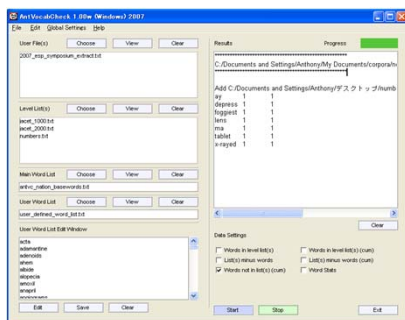 AntVocabCheck 1.00w (Windows) 2007
File Edit Global Settings Help
User File(s) Choose View Clear
2007_esp_symposium_extract.txt
Level List(s) Choose View Clear
jacet_1000.txt
jacet_2000.txt
numbers.txt
Main Word List Choose View Clear
antvc_nation_basewords.txt
User Word List Choose View Clear
user_defined_word_list.txt
User Word List Edit Window
acta
adamantine
adenoids
ahem
albide
alopecia
amoxil
anapril
Edit Save Clear
Results Progress
************************************************
C:/Documents and Settings/Anthony/My Documents/corpora/
************************************************
Add C:/Documents and Settings/Anthony/デスクトップ/numb
ay 1 1
depress 1 1
foggiest 1 1
lens 1 1
ma 1 1
tablet 1 1
x-rayed 1 1
Clear
Data Settings
Words in level list(s) Words in level list(s) (cum)
List(s) minus words List(s) minus words (cum)
Words not in list(s) (cum) Word Stats
Start Stop Exit